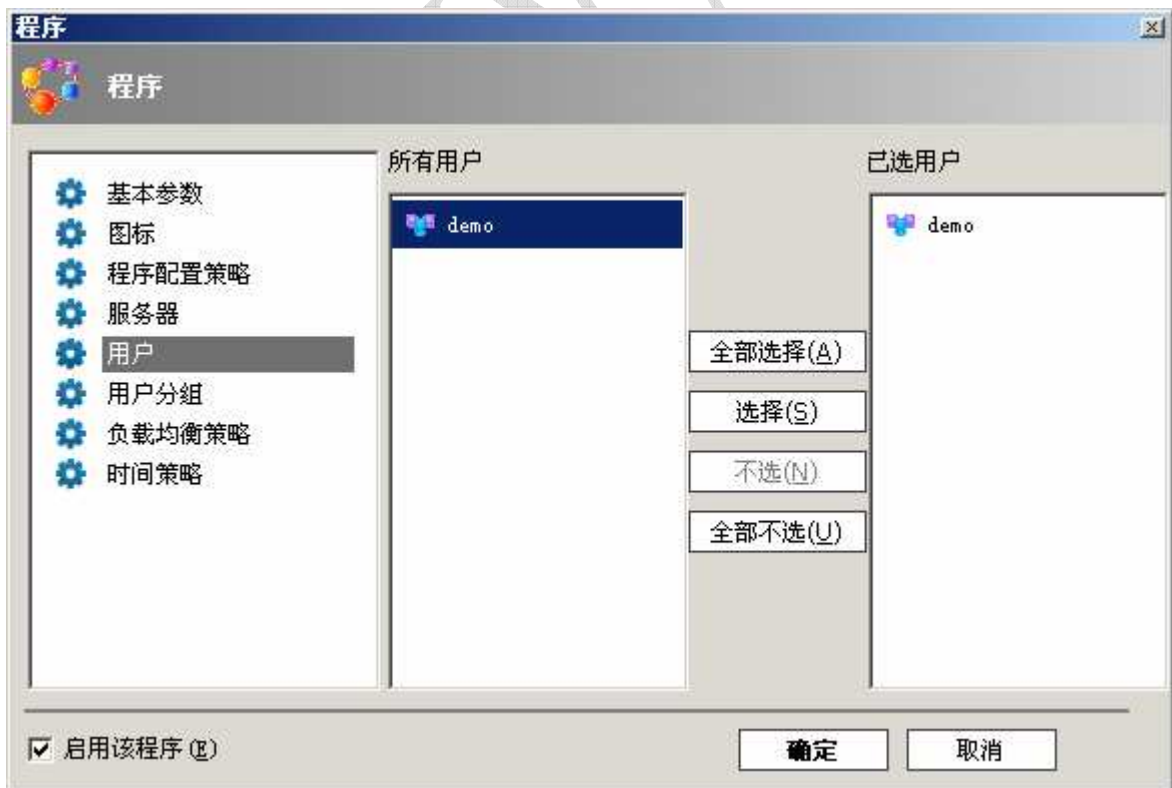 程序
程序
基本参数
图标
程序配置策略
服务器
用户
用户分组
负载均衡策略
时间策略
所有用户
demo
全部选择(A)
选择(S)
不选(N)
全部不选(U)
已选用户
demo
启用该程序(E)
确定
取消